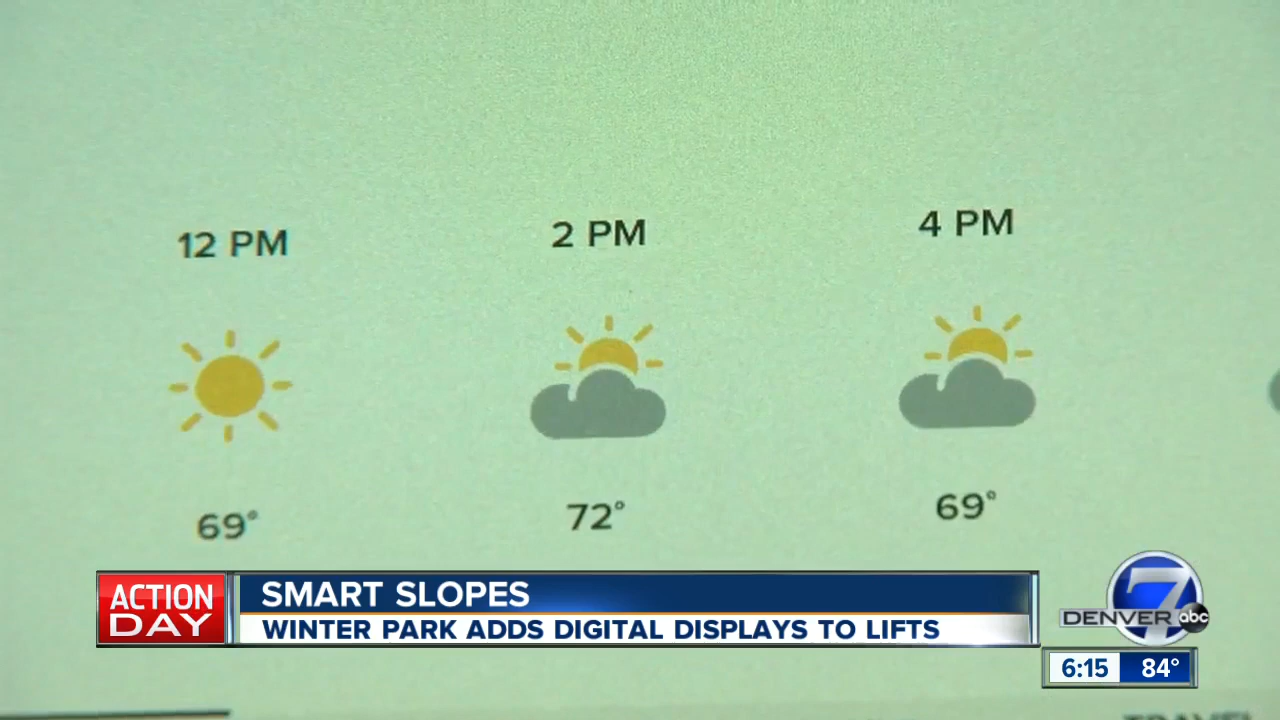 12 PM
2 PM
4 PM
69°
72°
69°
ACTION
DAY
SMART SLOPES
WINTER PARK ADDS DIGITAL DISPLAYS TO LIFTS
DENVER 7 abc
6:15
84°